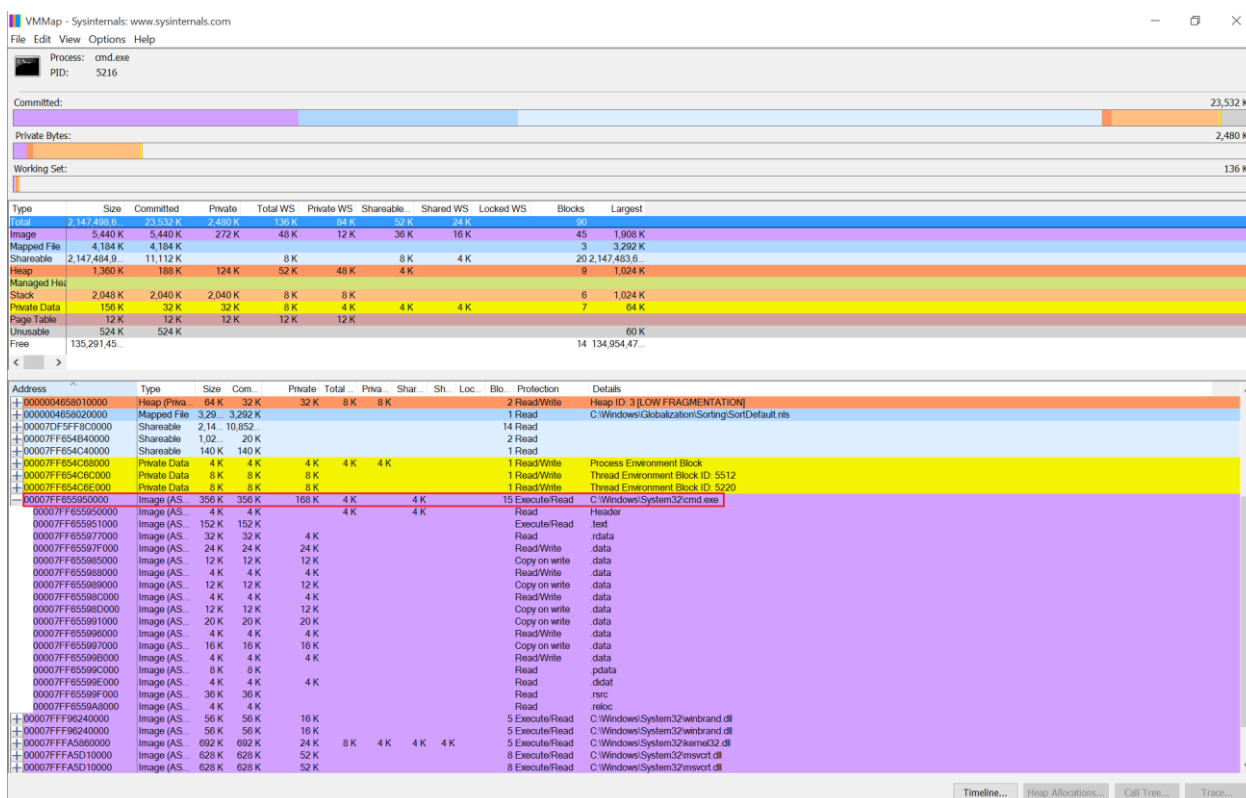 VMMap - Sysinternals: www.sysinternals.com
File Edit View Options Help
Process: cmd.exe
PID: 5216
Committed: 23,532 K
Private Bytes: 2,480 K
Working Set: 136 K
Type Size Committed Private Total WS Private WS Shareable... Shared WS Locked WS Blocks Largest
Total 2,147,498,6... 23,532 K 2,480 K 136 K 84 K 52 K 24 K 90
Image 5,440 K 5,440 K 272 K 48 K 12 K 36 K 16 K 45 1,908 K
Mapped File 4,184 K 4,184 K 3 3,292 K
Shareable 2,147,484,9... 11,112 K 8 K 8 K 4 K 20 2,147,483,6...
Heap 1,360 K 188 K 124 K 52 K 48 K 4 K 9 1,024 K
Managed Hea
Stack 2,048 K 2,040 K 2,040 K 8 K 8 K 6 1,024 K
Private Data 156 K 32 K 32 K 8 K 4 K 4 K 4 K 7 64 K
Page Table 12 K 12 K 12 K 12 K 12 K
Unusable 524 K 524 K 60 K
Free 135,291,45... 14 134,954,47...
Address Type Size Com... Private Total ... Priva... Shar... Sh... Loc... Blo... Protection Details
0000004658010000 Heap (Priva... 64 K 32 K 32 K 8 K 8 K 2 Read/Write Heap ID: 3 [LOW FRAGMENTATION]
0000004658020000 Mapped File 3,29... 3,292 K 1 Read C:\Windows\Globalization\Sorting\SortDefault.nls
00007DF5FF8C0000 Shareable 2,14... 10,852... 14 Read
00007FF654B40000 Shareable 1,02... 20 K 2 Read
00007FF654C40000 Shareable 140 K 140 K 1 Read
00007FF654C68000 Private Data 4 K 4 K 4 K 4 K 4 K 1 Read/Write Process Environment Block
00007FF654C6C000 Private Data 8 K 8 K 8 K 1 Read/Write Thread Environment Block ID: 5512
00007FF654C6E000 Private Data 8 K 8 K 8 K 1 Read/Write Thread Environment Block ID: 5220
00007FF655950000 Image (AS... 356 K 356 K 168 K 4 K 4 K 15 Execute/Read C:\Windows\System32\cmd.exe
00007FF655950000 Image (AS... 4 K 4 K 4 K 4 K Read Header
00007FF655951000 Image (AS... 152 K 152 K Execute/Read .text
00007FF655977000 Image (AS... 32 K 32 K 4 K Read .rdata
00007FF65597F000 Image (AS... 24 K 24 K 24 K Read/Write .data
00007FF655985000 Image (AS... 12 K 12 K 12 K Copy on write .data
00007FF655988000 Image (AS... 4 K 4 K 4 K Read/Write .data
00007FF655989000 Image (AS... 12 K 12 K 12 K Copy on write .data
00007FF65598C000 Image (AS... 4 K 4 K 4 K Read/Write .data
00007FF65598D000 Image (AS... 12 K 12 K 12 K Copy on write .data
00007FF655991000 Image (AS... 20 K 20 K 20 K Copy on write .data
00007FF655996000 Image (AS... 4 K 4 K 4 K Read/Write .data
00007FF655997000 Image (AS... 16 K 16 K 16 K Copy on write .data
00007FF65599B000 Image (AS... 4 K 4 K 4 K Read/Write .data
00007FF65599C000 Image (AS... 8 K 8 K Read .pdata
00007FF65599E000 Image (AS... 4 K 4 K 4 K Read .didat
00007FF65599F000 Image (AS... 36 K 36 K Read .rsrc
00007FF6559A8000 Image (AS... 4 K 4 K Read .reloc
00007FFF96240000 Image (AS... 56 K 56 K 16 K 5 Execute/Read C:\Windows\System32\winbrand.dll
00007FFF96240000 Image (AS... 56 K 56 K 16 K 5 Execute/Read C:\Windows\System32\winbrand.dll
00007FFFA5860000 Image (AS... 692 K 692 K 24 K 8 K 4 K 4 K 4 K 5 Execute/Read C:\Windows\System32\kernel32.dll
00007FFFA5D10000 Image (AS... 628 K 628 K 52 K 8 Execute/Read C:\Windows\System32\msvcrt.dll
00007FFFA5D10000 Image (AS... 628 K 628 K 52 K 8 Execute/Read C:\Windows\System32\msvcrt.dll
Timeline... Heap Allocations... Call Tree... Trace...